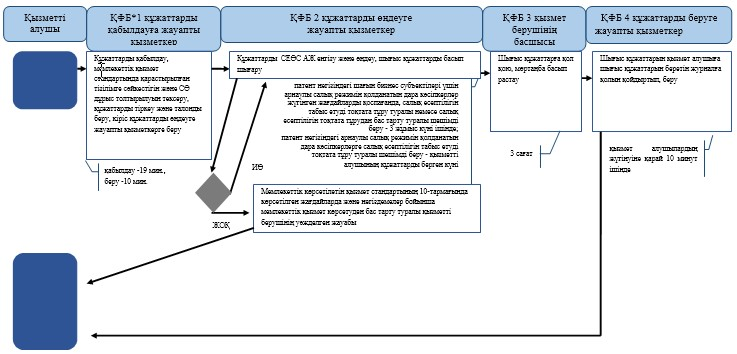 Қызметті
алушы
ҚФБ*1 құжаттарды
қабылдауға жауапты
қызметкер
ҚФБ 2 құжаттарды өңдеуге
жауапты қызметкер
ҚФБ 3 қызмет
берушінің
басшысы
ҚФБ 4 құжаттарды беруге
жауапты қызметкер
Құжаттарды қабылдау,
мемлекеттік қызмет
стандартында қарастырылған
тізілімге сәйкестігін және СӨ
дұрыс толтырылуын тексеру,
құжаттарды тіркеу және талонды
беру, кіріс құжаттарды өңдеуге
жауапты қызметкерге беру
қабылдау -19 мин.,
беру -10 мин.
Құжаттарды СЕӨС АЖ енгізу және өңдеу, шығыс құжаттарды басып
шығару
патент негізіндегі шағын бизнес субъектілері үшін
арнаулы салық режимін қолданатын дара кәсіпкерлер
жүгінген жағдайларды қоспағанда, салық есептілігін
табыс етуді тоқтата тұру туралы немесе салық
есептілігін тоқтата тұрудан бас тарту туралы шешімді
беру - 3 жұмыс күні ішінде;
патент негізіндегі арнаулы салық режимін қолданатын
дара кәсіпкерлерге салық есептілігін табыс етуді
тоқтата тұру туралы шешімді беру - қызметті
алушының құжаттарды берген күні
ИӘ
ЖОҚ
Мемлекеттік көрсетілетін қызмет стандартының 10-тармағында
көрсетілген жағдайларда және негіздемелер бойынша
мемлекеттік қызмет көрсетуден бас тарту туралы қызметті
берушінің уәжделген жауабы
Шығыс құжаттарға қол
қою, мөртаңба басып
растау
3 сағат
Шығыс құжаттарын қызмет алушыға
шығыс құжаттарын беретін журналға
қолын қойдыртып, беру
қызмет алушылардың
жүгінуіне қарай 10 минут
ішінде